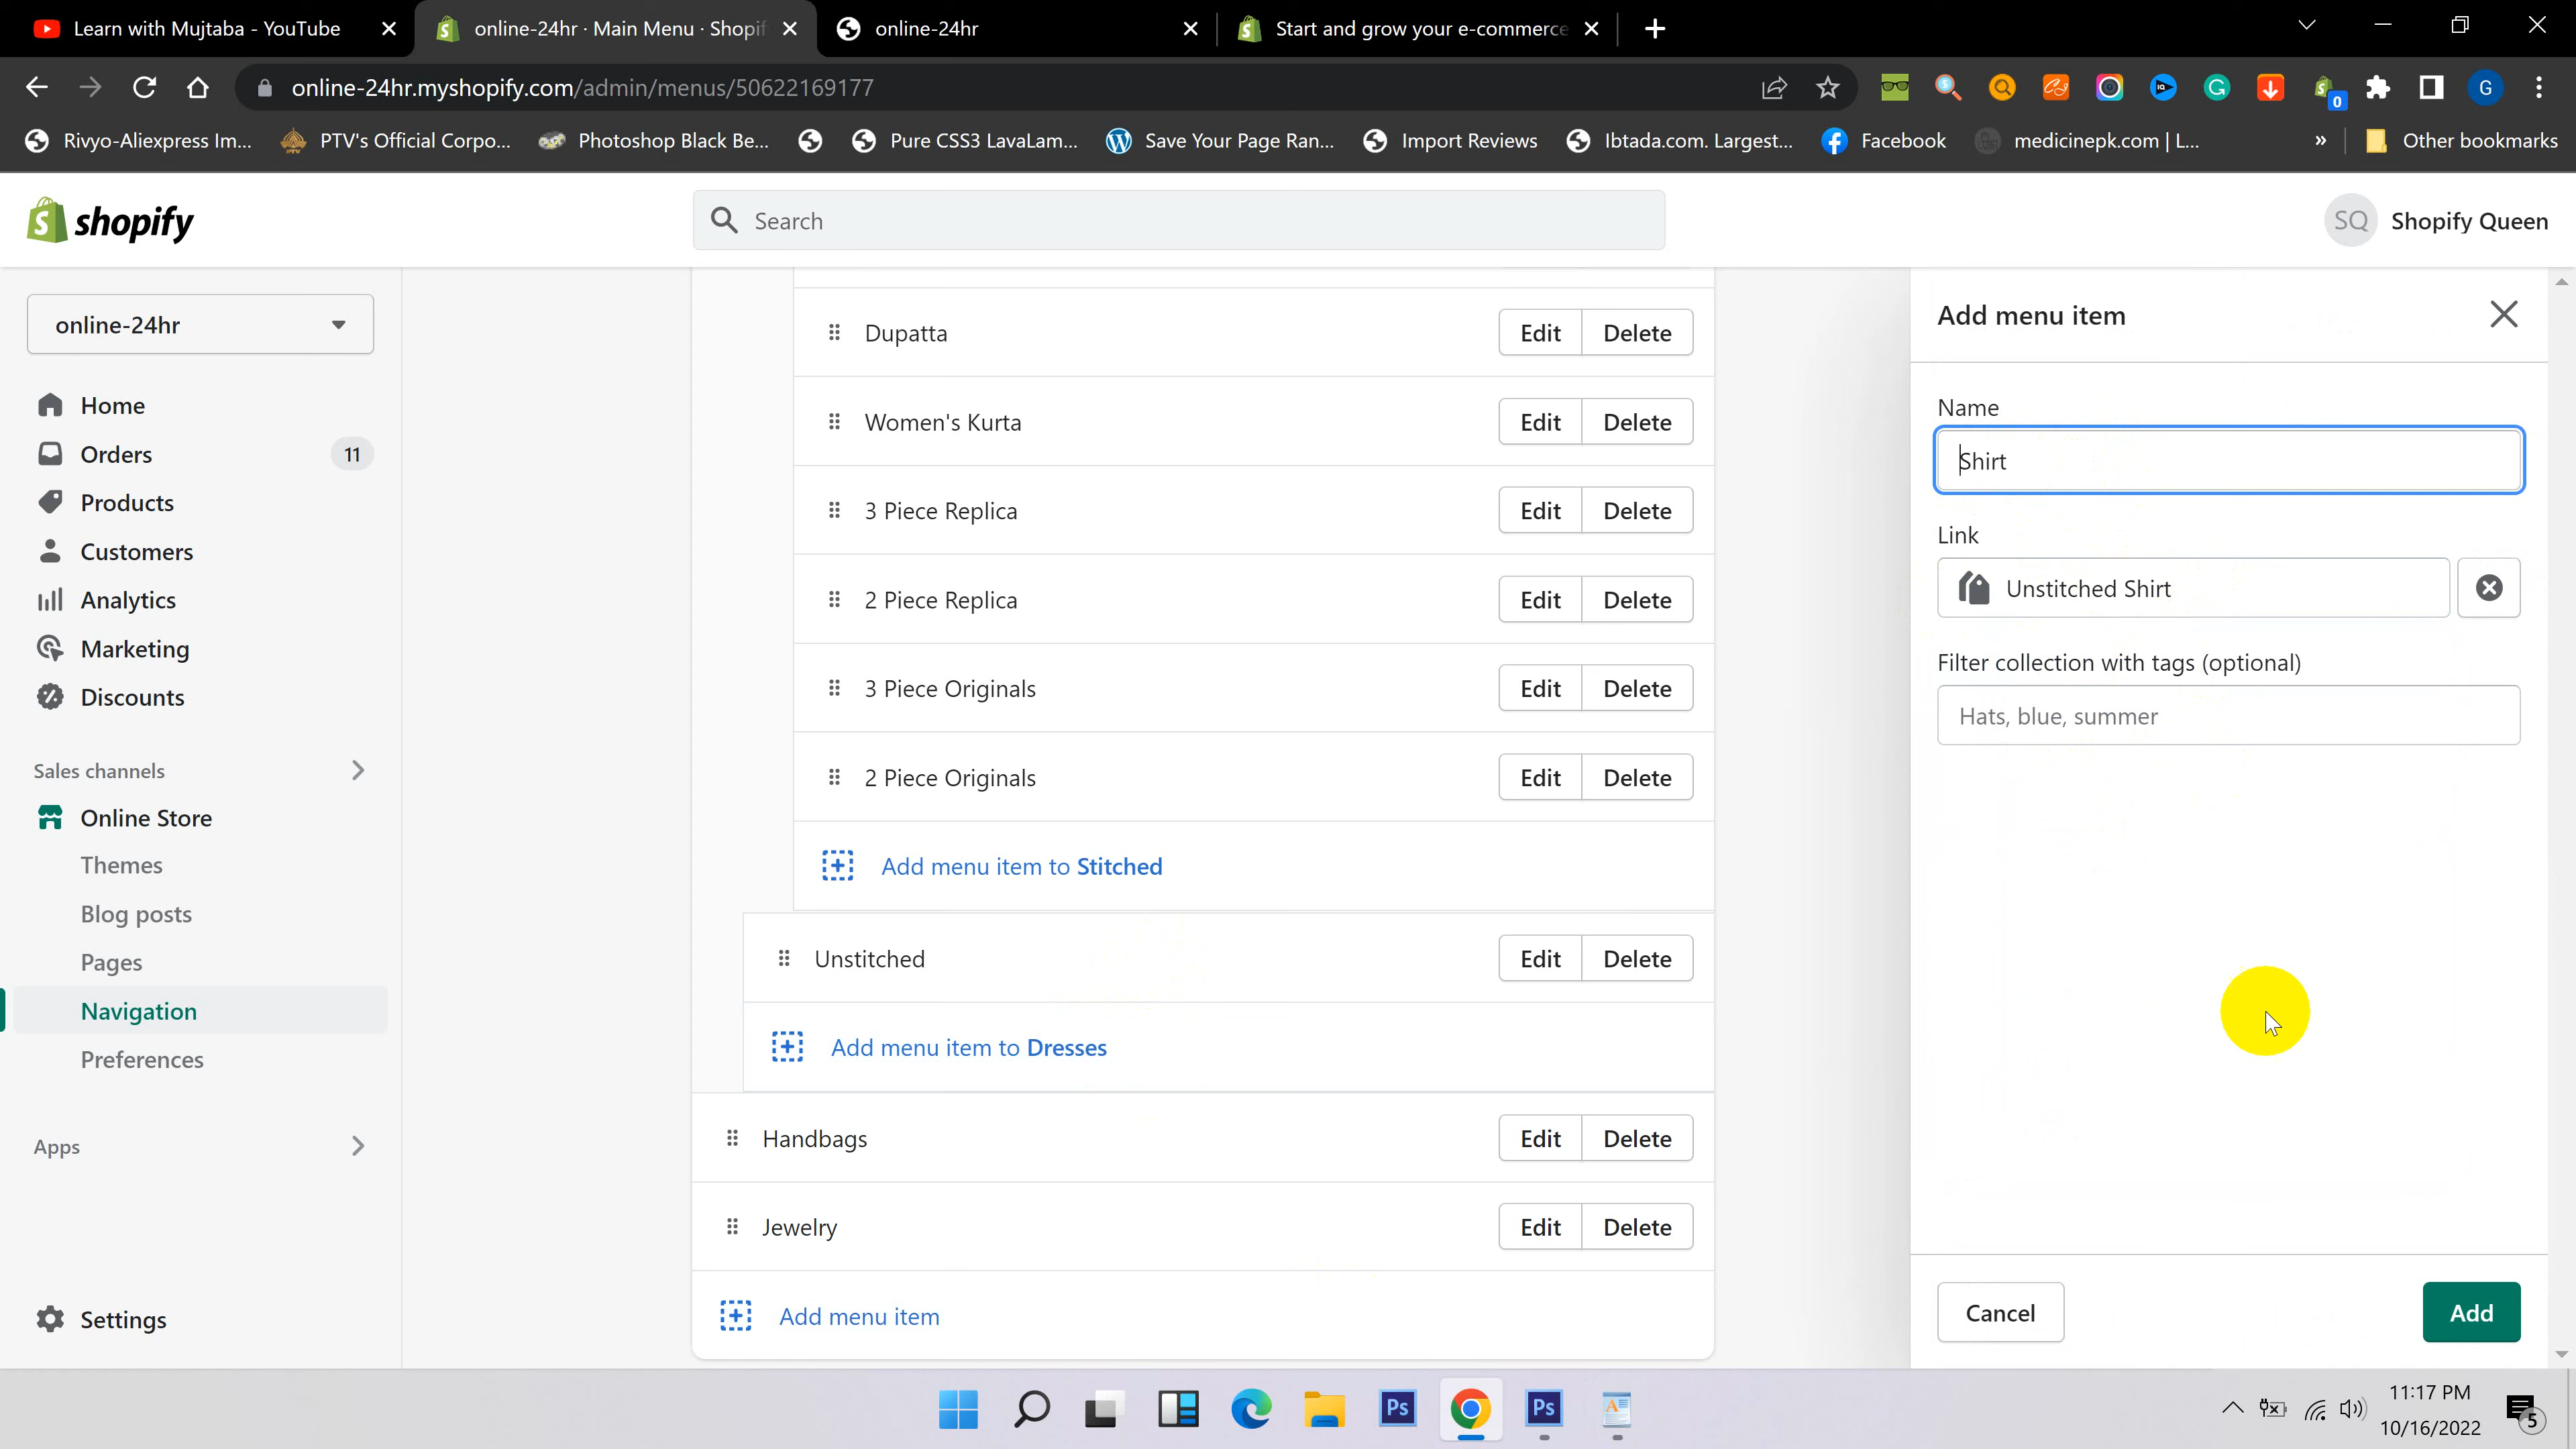 Learn with Mujtaba - YouTube
online-24hr · Main Menu · Shopif
online-24hr
Start and grow your e-commerce
online-24hr.myshopify.com/admin/menus/50622169177
G
0
Rivyo-Aliexpress Im...
PTV's Official Corpo...
Photoshop Black Be...
Pure CSS3 LavaLam...
Save Your Page Ran...
Import Reviews
Ibtada.com. Largest...
Facebook
medicinepk.com | L...
»
Other bookmarks
shopify
Search
SQ
Shopify Queen
online-24hr
Home
Orders
11
Products
Customers
Analytics
Marketing
Discounts
Sales channels
Online Store
Themes
Blog posts
Pages
Navigation
Preferences
Apps
Settings
Dupatta
Edit
Delete
Women's Kurta
Edit
Delete
3 Piece Replica
Edit
Delete
2 Piece Replica
Edit
Delete
3 Piece Originals
Edit
Delete
2 Piece Originals
Edit
Delete
Add menu item to Stitched
Unstitched
Edit
Delete
Add menu item to Dresses
Handbags
Edit
Delete
Jewelry
Edit
Delete
Add menu item
Add menu item
Name
Shirt
Link
Unstitched Shirt
Filter collection with tags (optional)
Hats, blue, summer
Cancel
Add
Ps
Ps
11:17 PM
10/16/2022
5